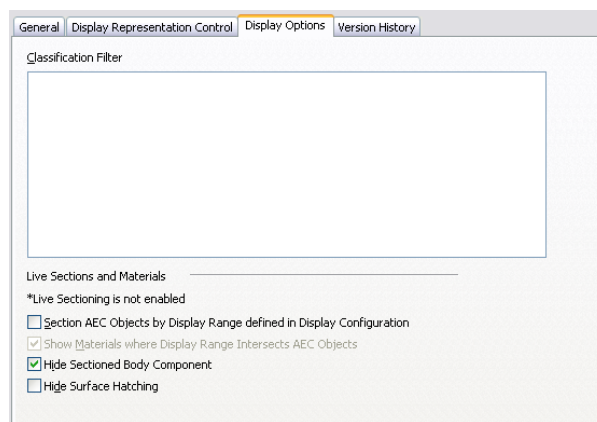 General Display Representation Control Display Options Version History
Classification Filter
Live Sections and Materials
*Live Sectioning is not enabled
Section AEC Objects by Display Range defined in Display Configuration
Show Materials where Display Range Intersects AEC Objects
Hide Sectioned Body Component
Hide Surface Hatching